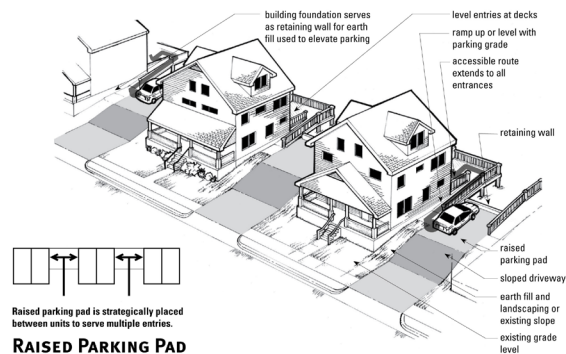 building foundation serves
as retaining wall for earth
fill used to elevate parking
level entries at decks
ramp up or level with
parking grade
accessible route
extends to all
entrances
retaining wall
raised
parking pad
sloped driveway
earth fill and
landscaping or
existing slope
existing grade
level
Raised parking pad is strategically placed
between units to serve multiple entries.
RAISED PARKING PAD